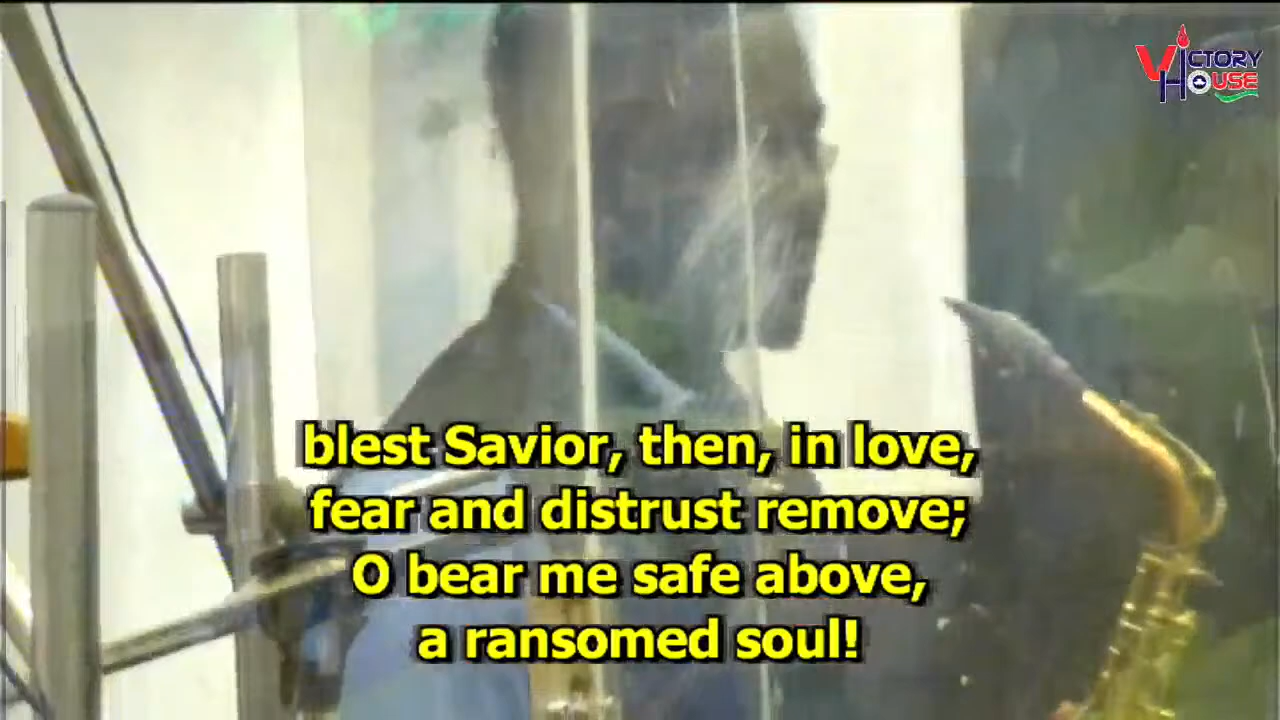 VICTORY
HOUSE
blest Savior, then, in love,
fear and distrust remove;
O bear me safe above,
a ransomed soul!